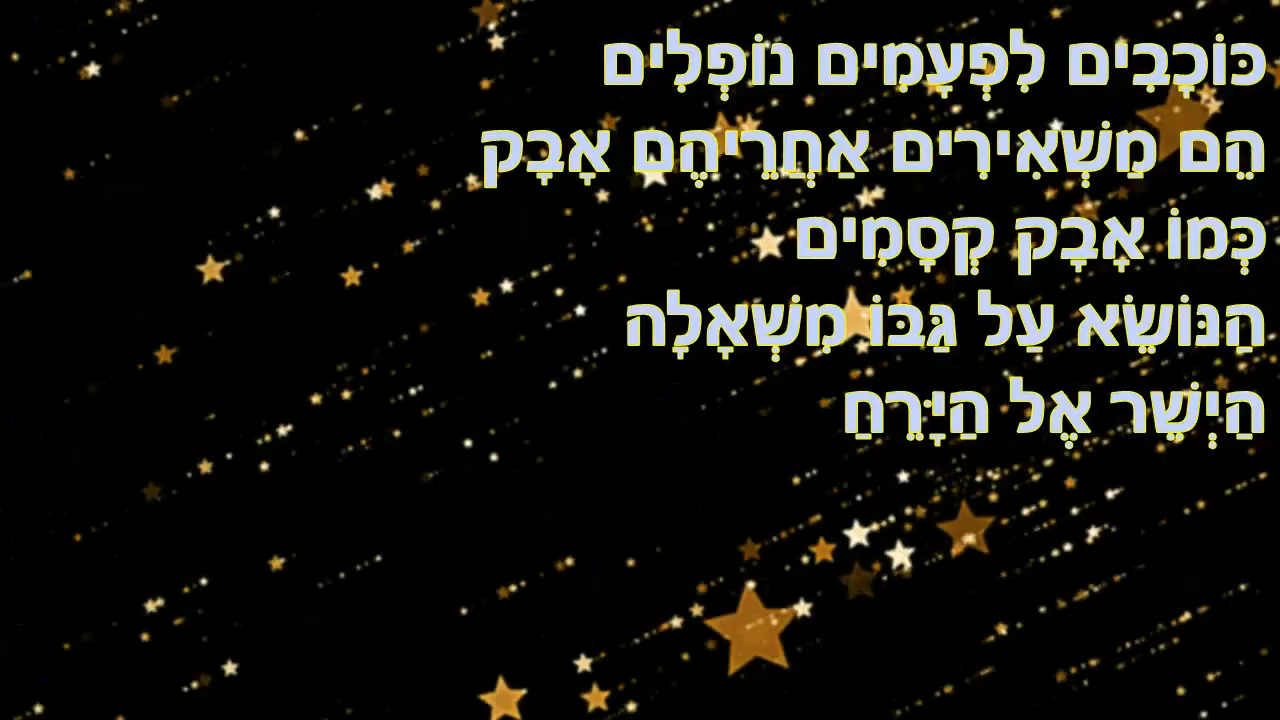 כּוֹכָבִים לִפְעָמִים נוֹפְלִים
הֵם מַשְׁאִירִים אַחֲרֵיהֶם אָבָק
כְּמוֹ אָבָק קְסָמִים
הַנּוֹשֵׂא עַל גַּבּוֹ מִשְׁאָלָה
הַיְשֵׁר אֶל הַיָּרֵחַ